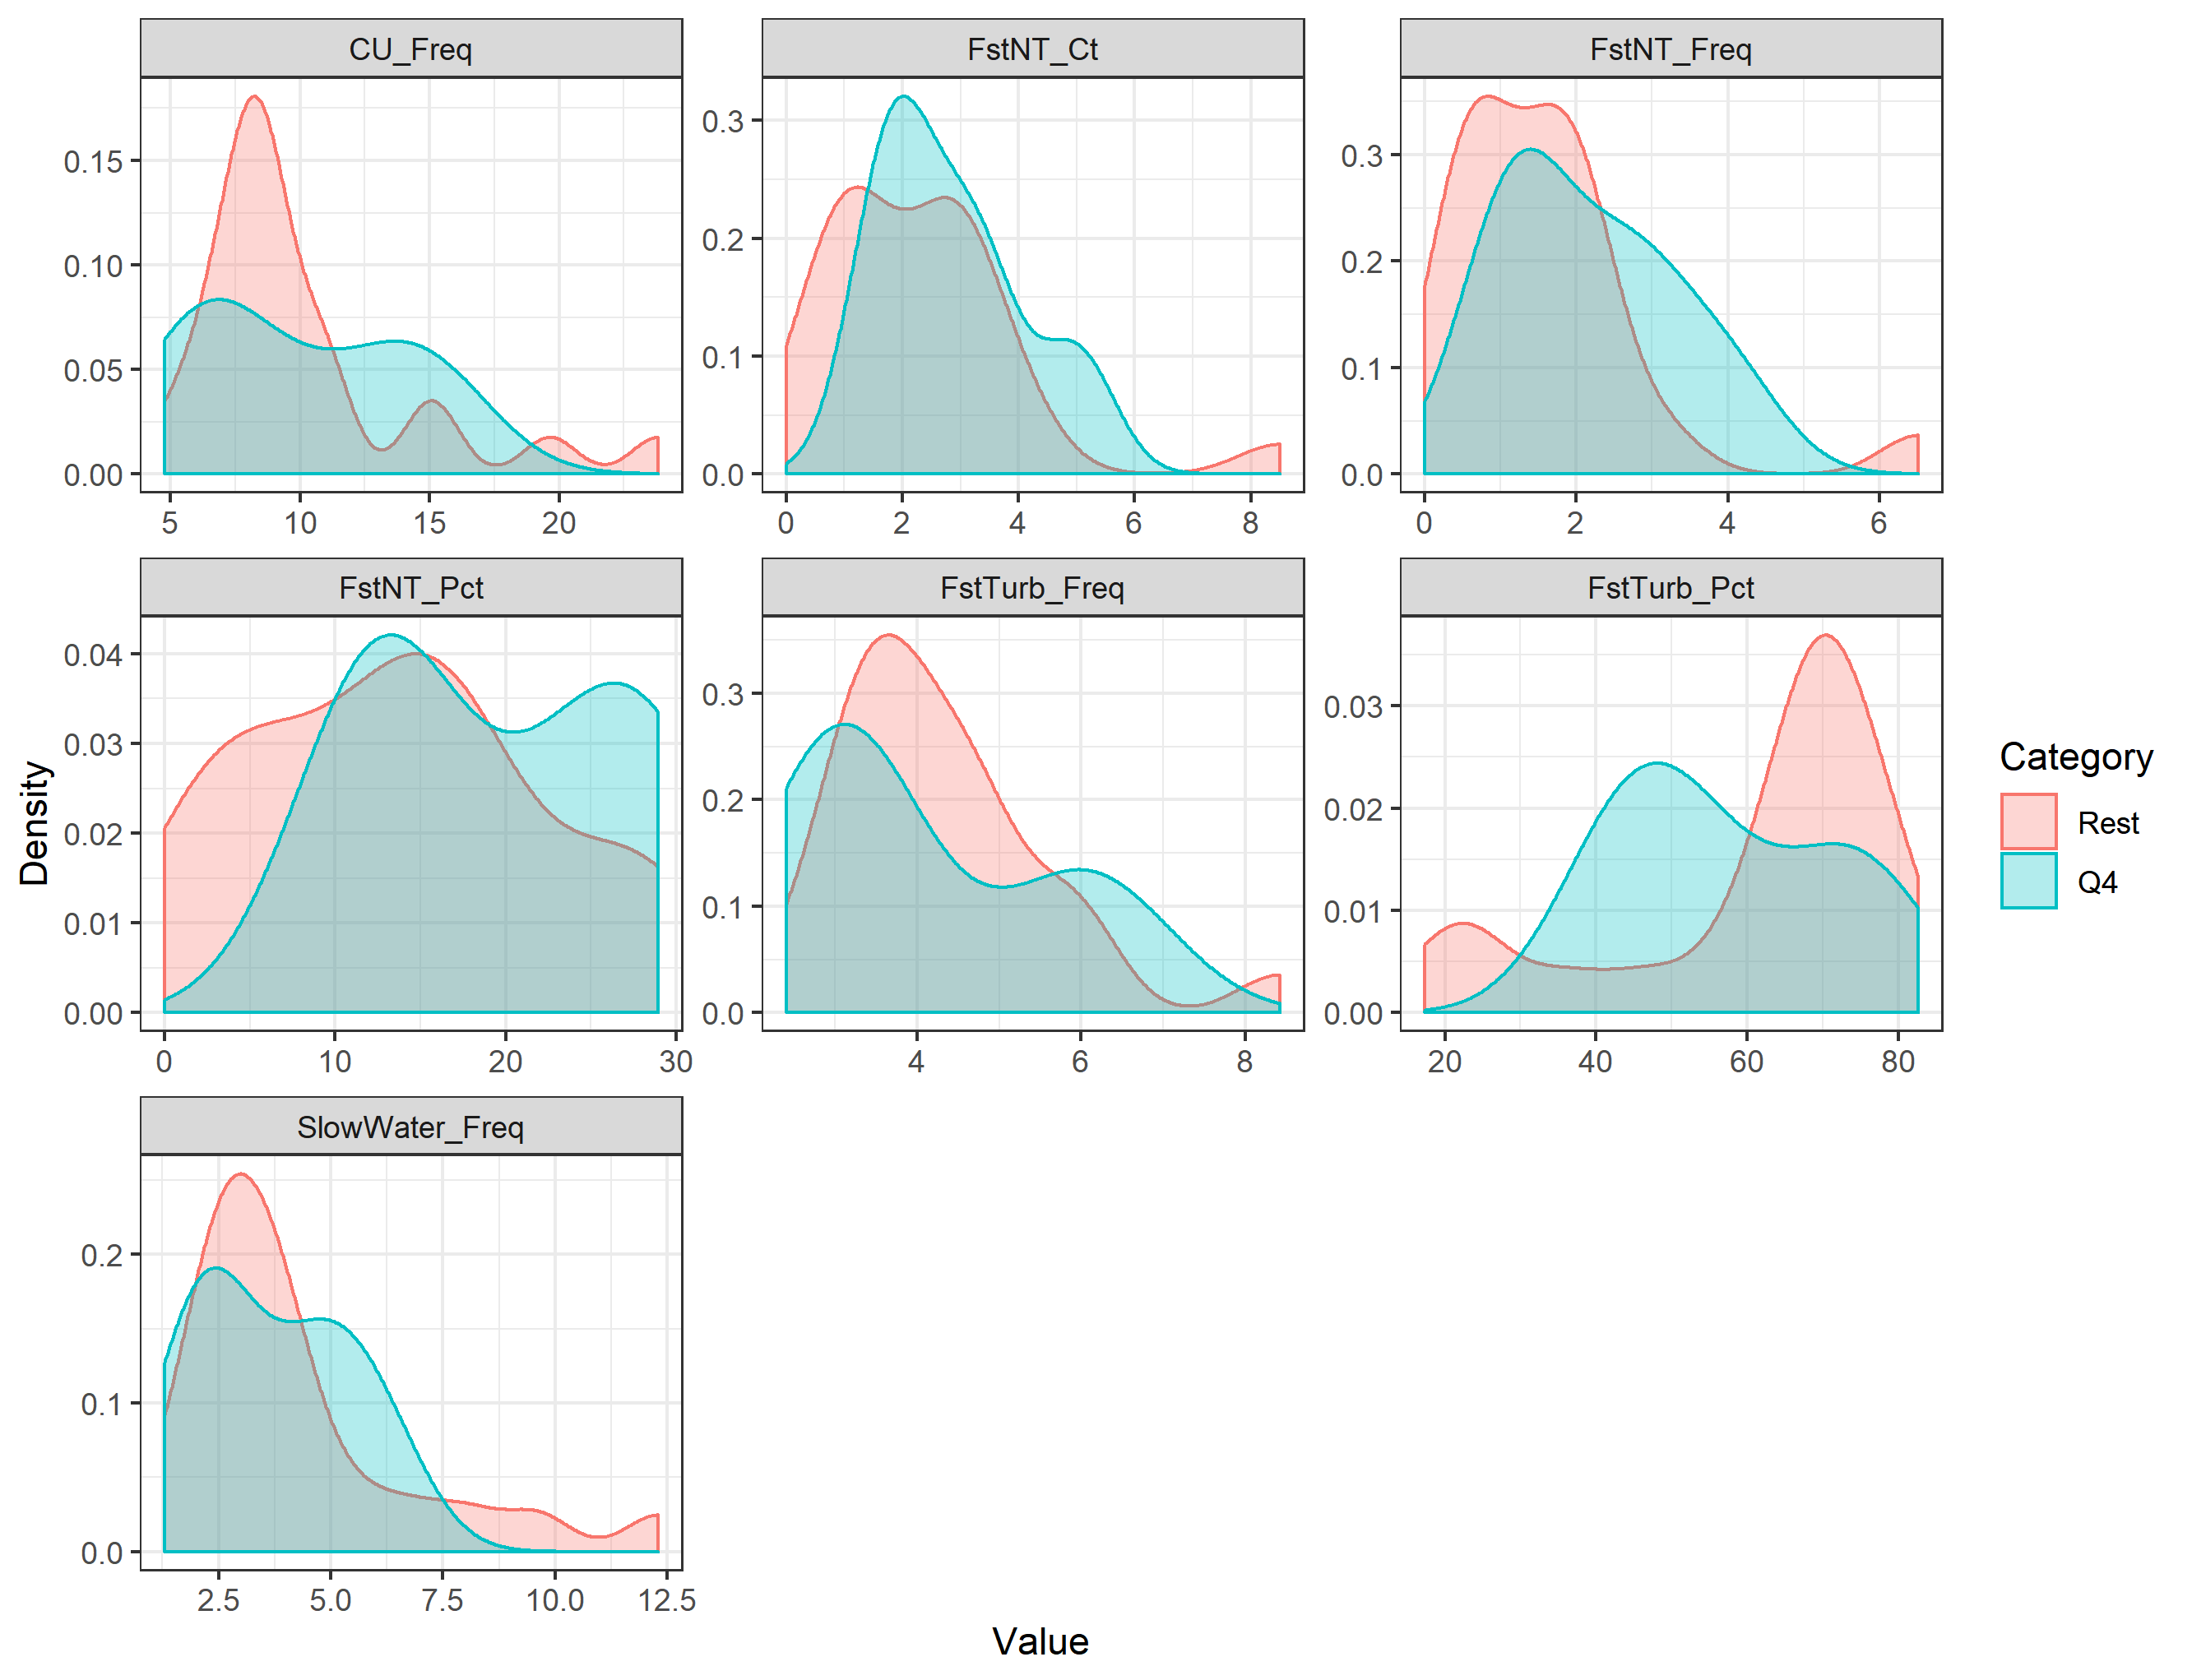 CU_Freq
FstNT_Ct
FstNT_Freq
0.15
0.10
0.05
0.00
5 10 15 20
0.3
0.2
0.1
0.0
0 2 4 6 8
0.3
0.2
0.1
0.0
0 2 4 6
FstNT_Pct
FstTurb_Freq
FstTurb_Pct
0.04
0.03
0.02
0.01
0.00
0 10 20 30
0.3
0.2
0.1
0.0
4 6 8
0.03
0.02
0.01
0.00
20 40 60 80
SlowWater_Freq
0.2
0.1
0.0
2.5 5.0 7.5 10.0 12.5
Density
Value
Category
Rest
Q4